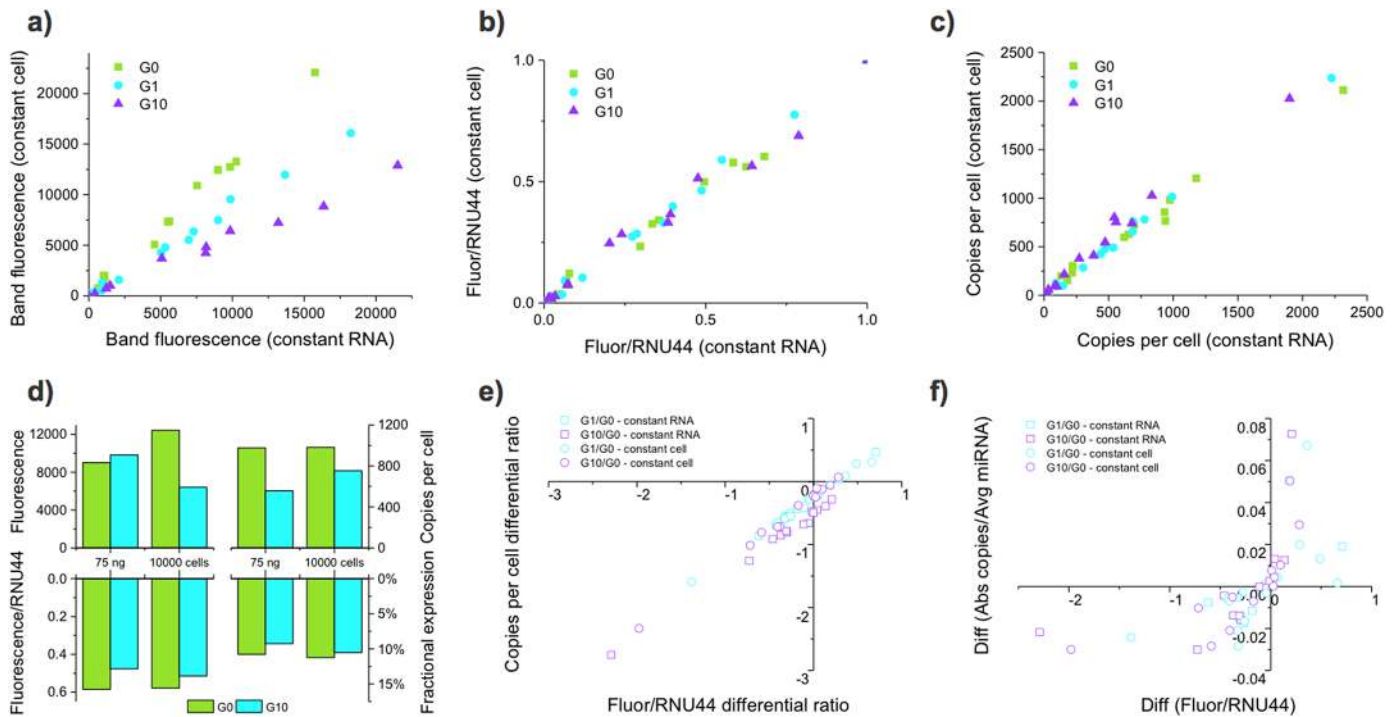 a)
Band fluorescence (constant cell)
20000
15000
10000
5000
0
G0
G1
G10
0 5000 10000 15000 20000
Band fluorescence (constant RNA)
b)
Fluor/RNU44 (constant cell)
1.0
0.5
0.0
G0
G1
G10
0.0 0.5 1.0
Fluor/RNU44 (constant RNA)
c)
Copies per cell (constant cell)
2500
2000
1500
1000
500
0
G0
G1
G10
0 500 1000 1500 2000 2500
Copies per cell (constant RNA)
d)
Fluorescence
12000
9000
6000
3000
0
1200
900
600
300
0
Copies per cell
75 ng 10000 cells 75 ng 10000 cells
Fluorescence/RNU44
0.0
0.2
0.4
0.6
0%
5%
10%
15%
Fractional expression
G0 G10
e)
Copies per cell differential ratio
G1/G0 - constant RNA
G10/G0 - constant RNA
G1/G0 - constant cell
G10/G0 - constant cell
1
0
-1
-2
-3
-3 -2 -1 0 1
Fluor/RNU44 differential ratio
f)
Diff (Abs copies/Avg miRNA)
G1/G0 - constant RNA
G10/G0 - constant RNA
G1/G0 - constant cell
G10/G0 - constant cell
0.08
0.06
0.04
0.02
0.00
-0.02
-0.04
-2 -1 0 1
Diff (Fluor/RNU44)